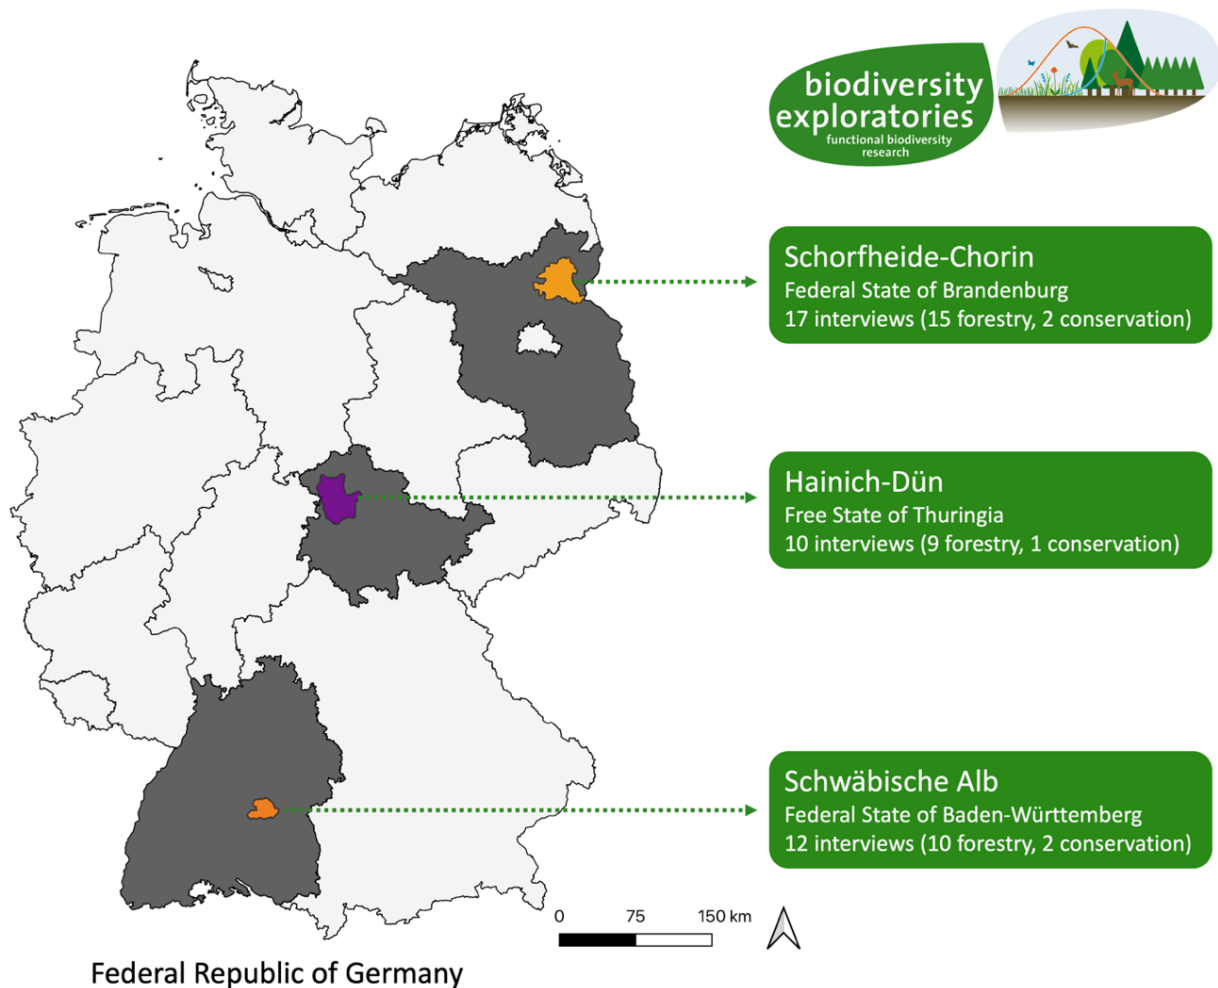 biodiversity
exploratories
functional biodiversity
research
Schorfheide-Chorin
Federal State of Brandenburg
17 interviews (15 forestry, 2 conservation)
Hainich-Dün
Free State of Thuringia
10 interviews (9 forestry, 1 conservation)
Schwäbische Alb
Federal State of Baden-Württemberg
12 interviews (10 forestry, 2 conservation)
0 75 150 km
Federal Republic of Germany